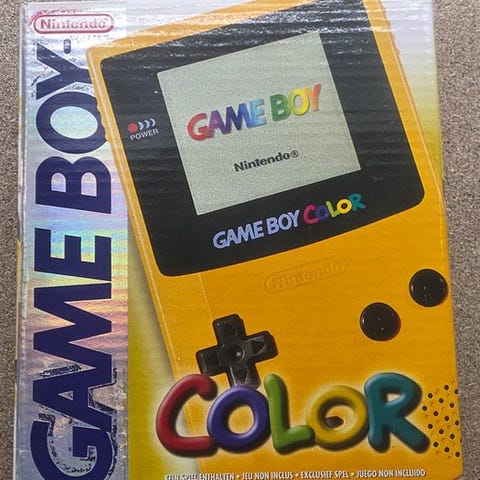 Nintendo
GAME BOY
POWER
GAME BOY
Nintendo®
GAME BOY COLOR
Nintendo
COLOR
KEIN SPIEL ENTHALTEN • JEU NON INCLUS • EXCLUSIEF SPEL • JUEGO NON INCLUIDO